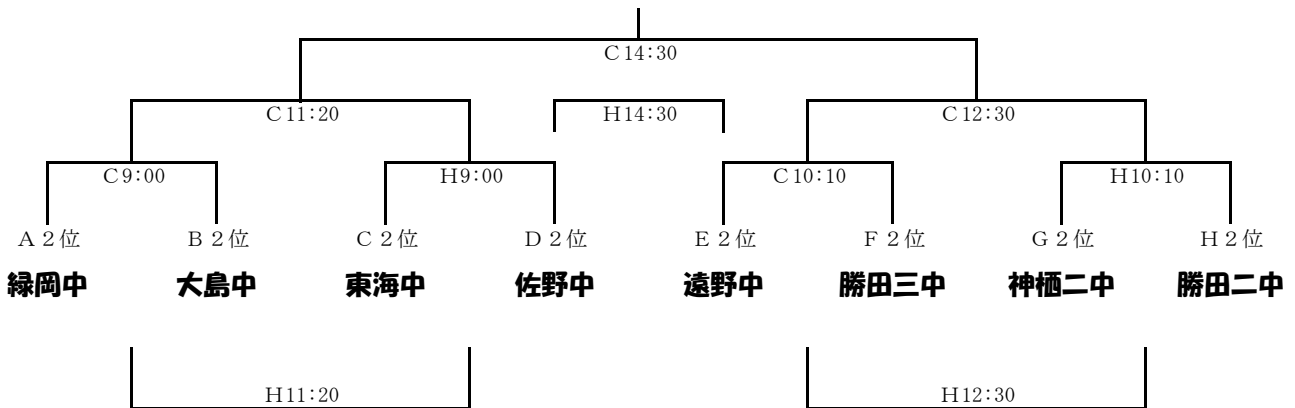 C14:30
C11:20 H14:30 C12:30
C9:00 H9:00 C10:10 H10:10
A2位 B2位 C2位 D2位 E2位 F2位 G2位 H2位
緑岡中 大島中 東海中 佐野中 遠野中 勝田三中 神栖二中 勝田二中
H11:20 H12:30